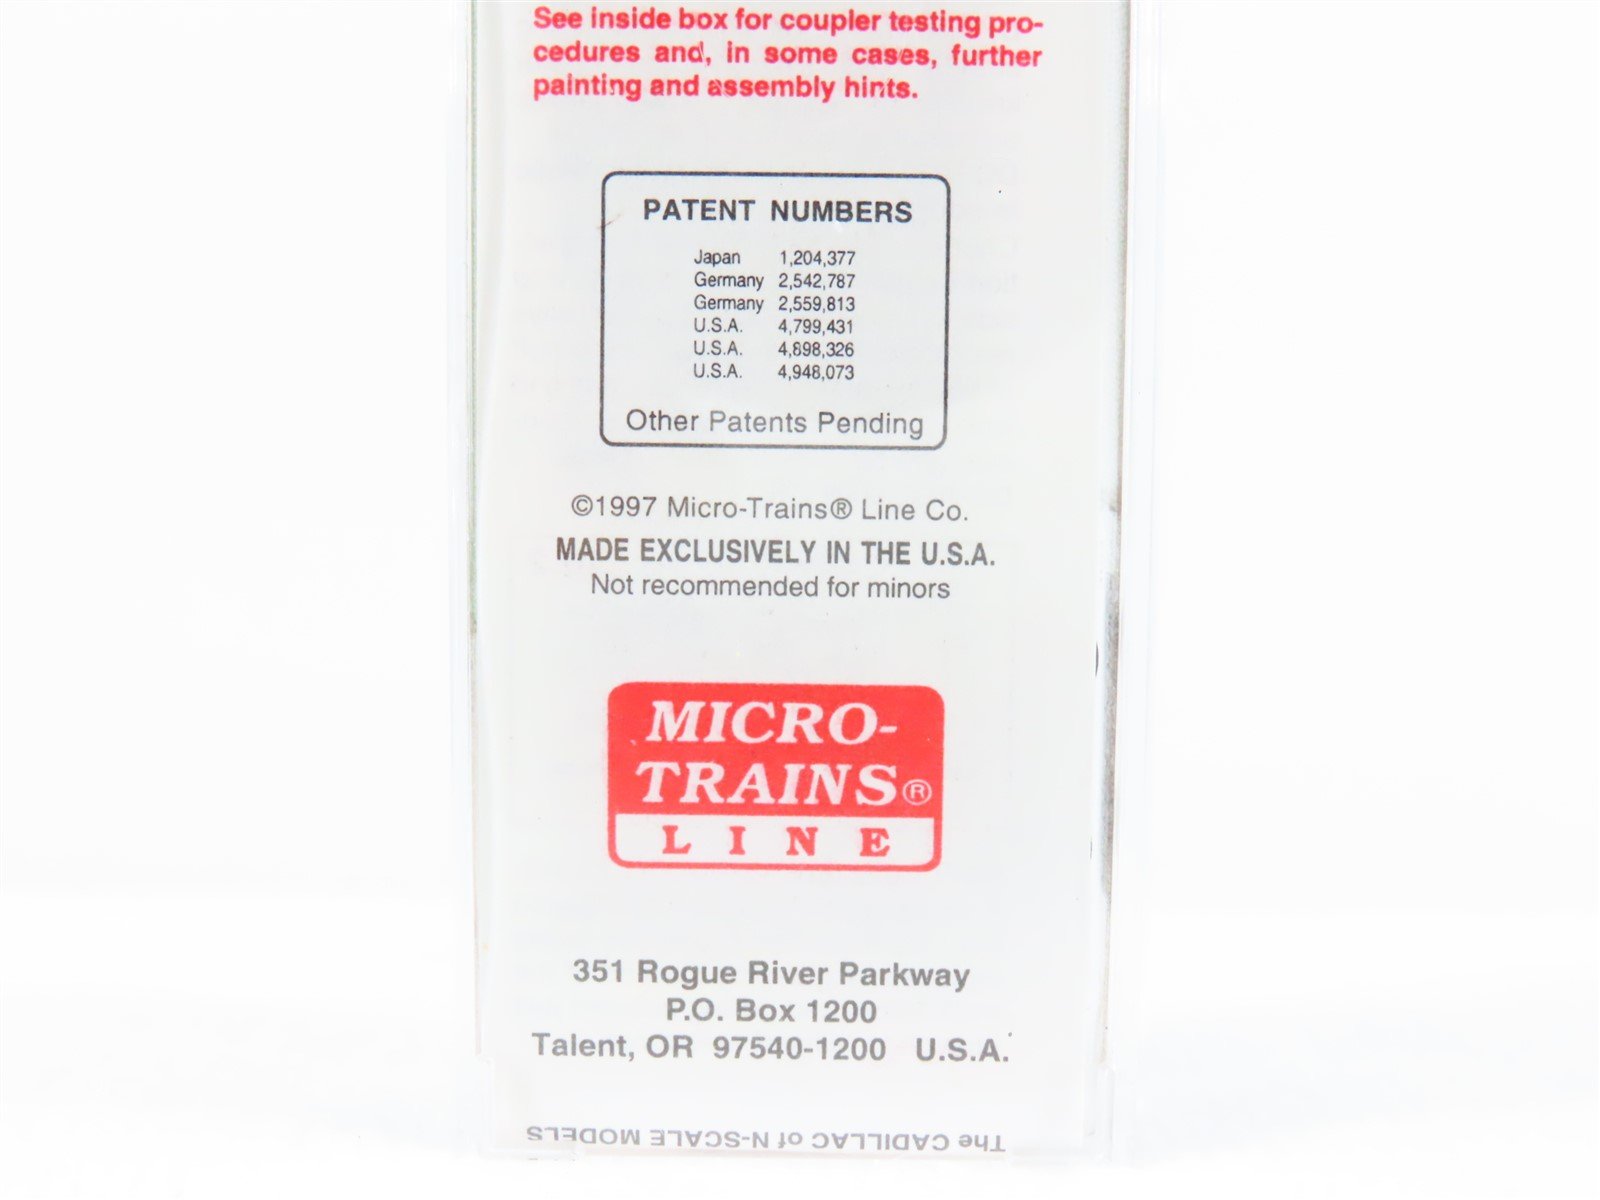 See inside box for coupler testing pro-
cedures and, in some cases, further
painting and assembly hints.
PATENT NUMBERS
Japan 1,204,377
Germany 2,542,787
Germany 2,559,813
U.S.A. 4,799,431
U.S.A. 4,898,326
U.S.A. 4,948,073
Other Patents Pending
©1997 Micro-Trains® Line Co.
MADE EXCLUSIVELY IN THE U.S.A.
Not recommended for minors
MICRO-
TRAINS®
LINE
351 Rogue River Parkway
P.O. Box 1200
Talent, OR 97540-1200 U.S.A.
The CADILLAC of N-SCALE MODELS